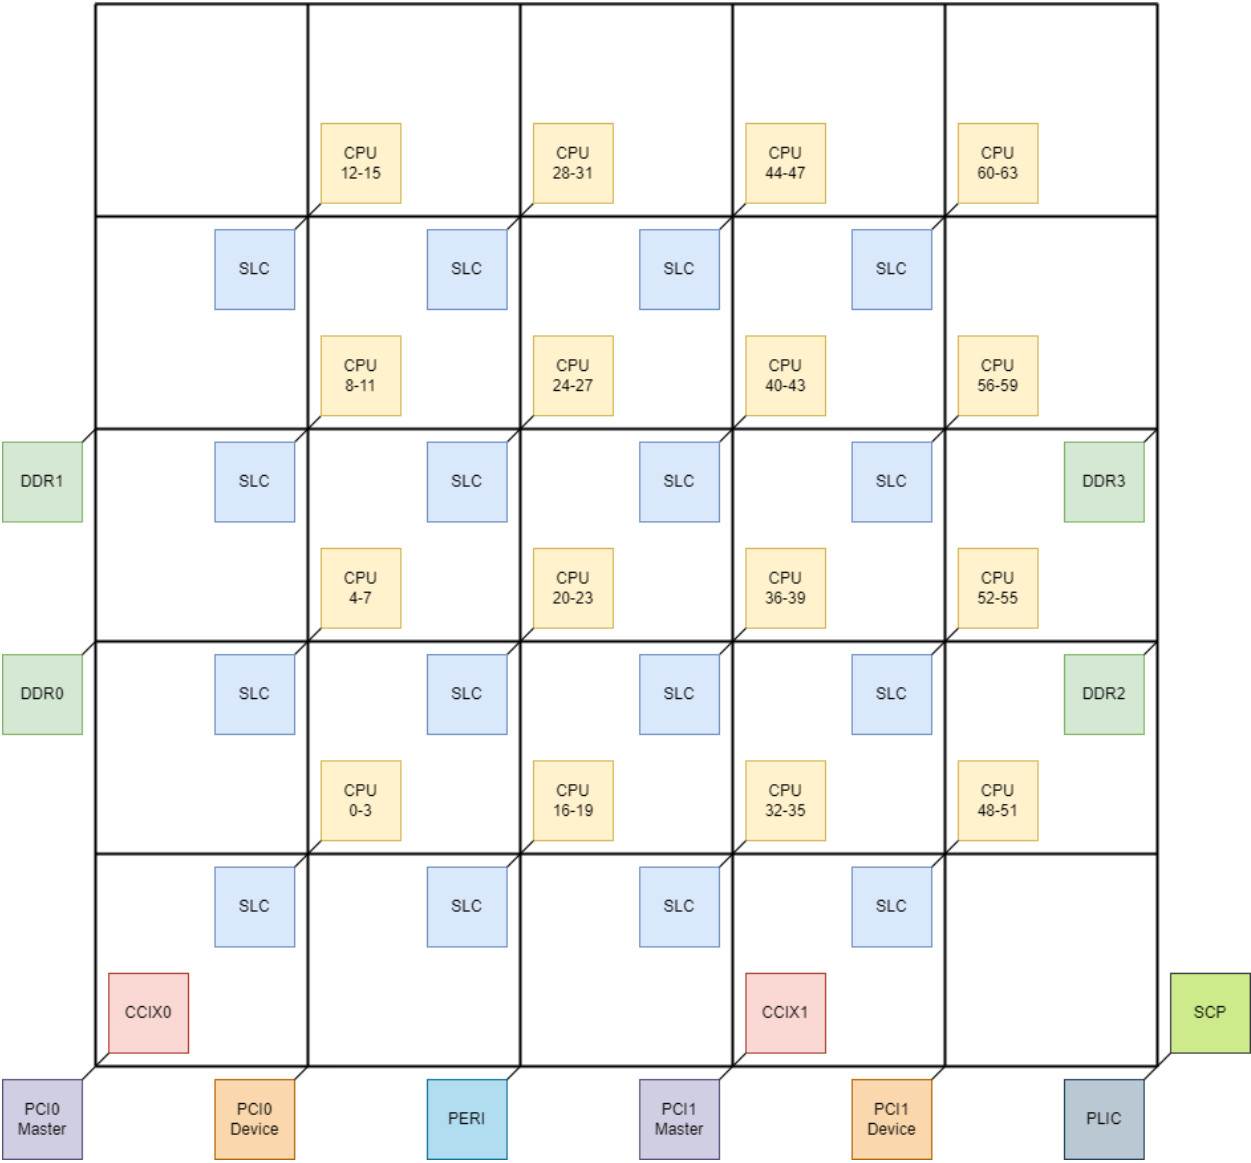 CPU
12-15
CPU
28-31
CPU
44-47
CPU
60-63
SLC
SLC
SLC
SLC
CPU
8-11
CPU
24-27
CPU
40-43
CPU
56-59
DDR1
SLC
SLC
SLC
SLC
DDR3
CPU
4-7
CPU
20-23
CPU
36-39
CPU
52-55
DDR0
SLC
SLC
SLC
SLC
DDR2
CPU
0-3
CPU
16-19
CPU
32-35
CPU
48-51
SLC
SLC
SLC
SLC
CCIX0
CCIX1
SCP
PCI0
Master
PCI0
Device
PERI
PCI1
Master
PCI1
Device
PLIC